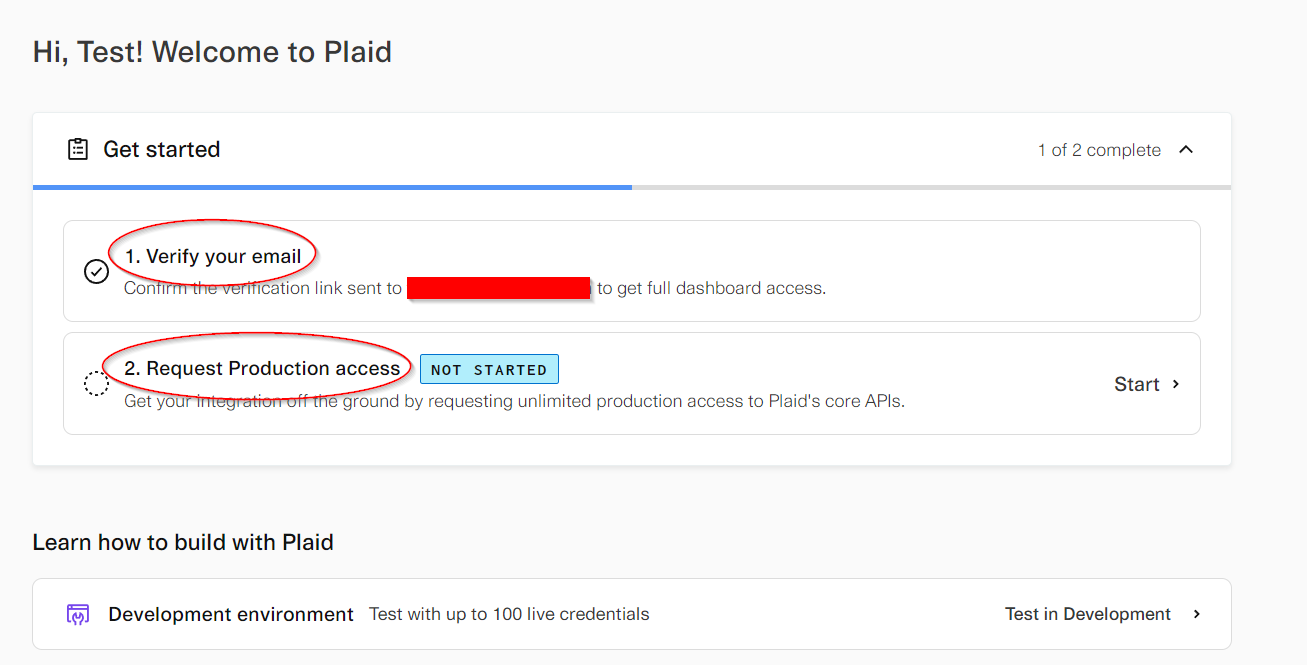 Hi, Test! Welcome to Plaid
Get started
1 of 2 complete
1. Verify your email
Confirm the verification link sent to to get full dashboard access.
2. Request Production access
NOT STARTED
Get your integration off the ground by requesting unlimited production access to Plaid's core APIs.
Start
Learn how to build with Plaid
Development environment Test with up to 100 live credentials
Test in Development